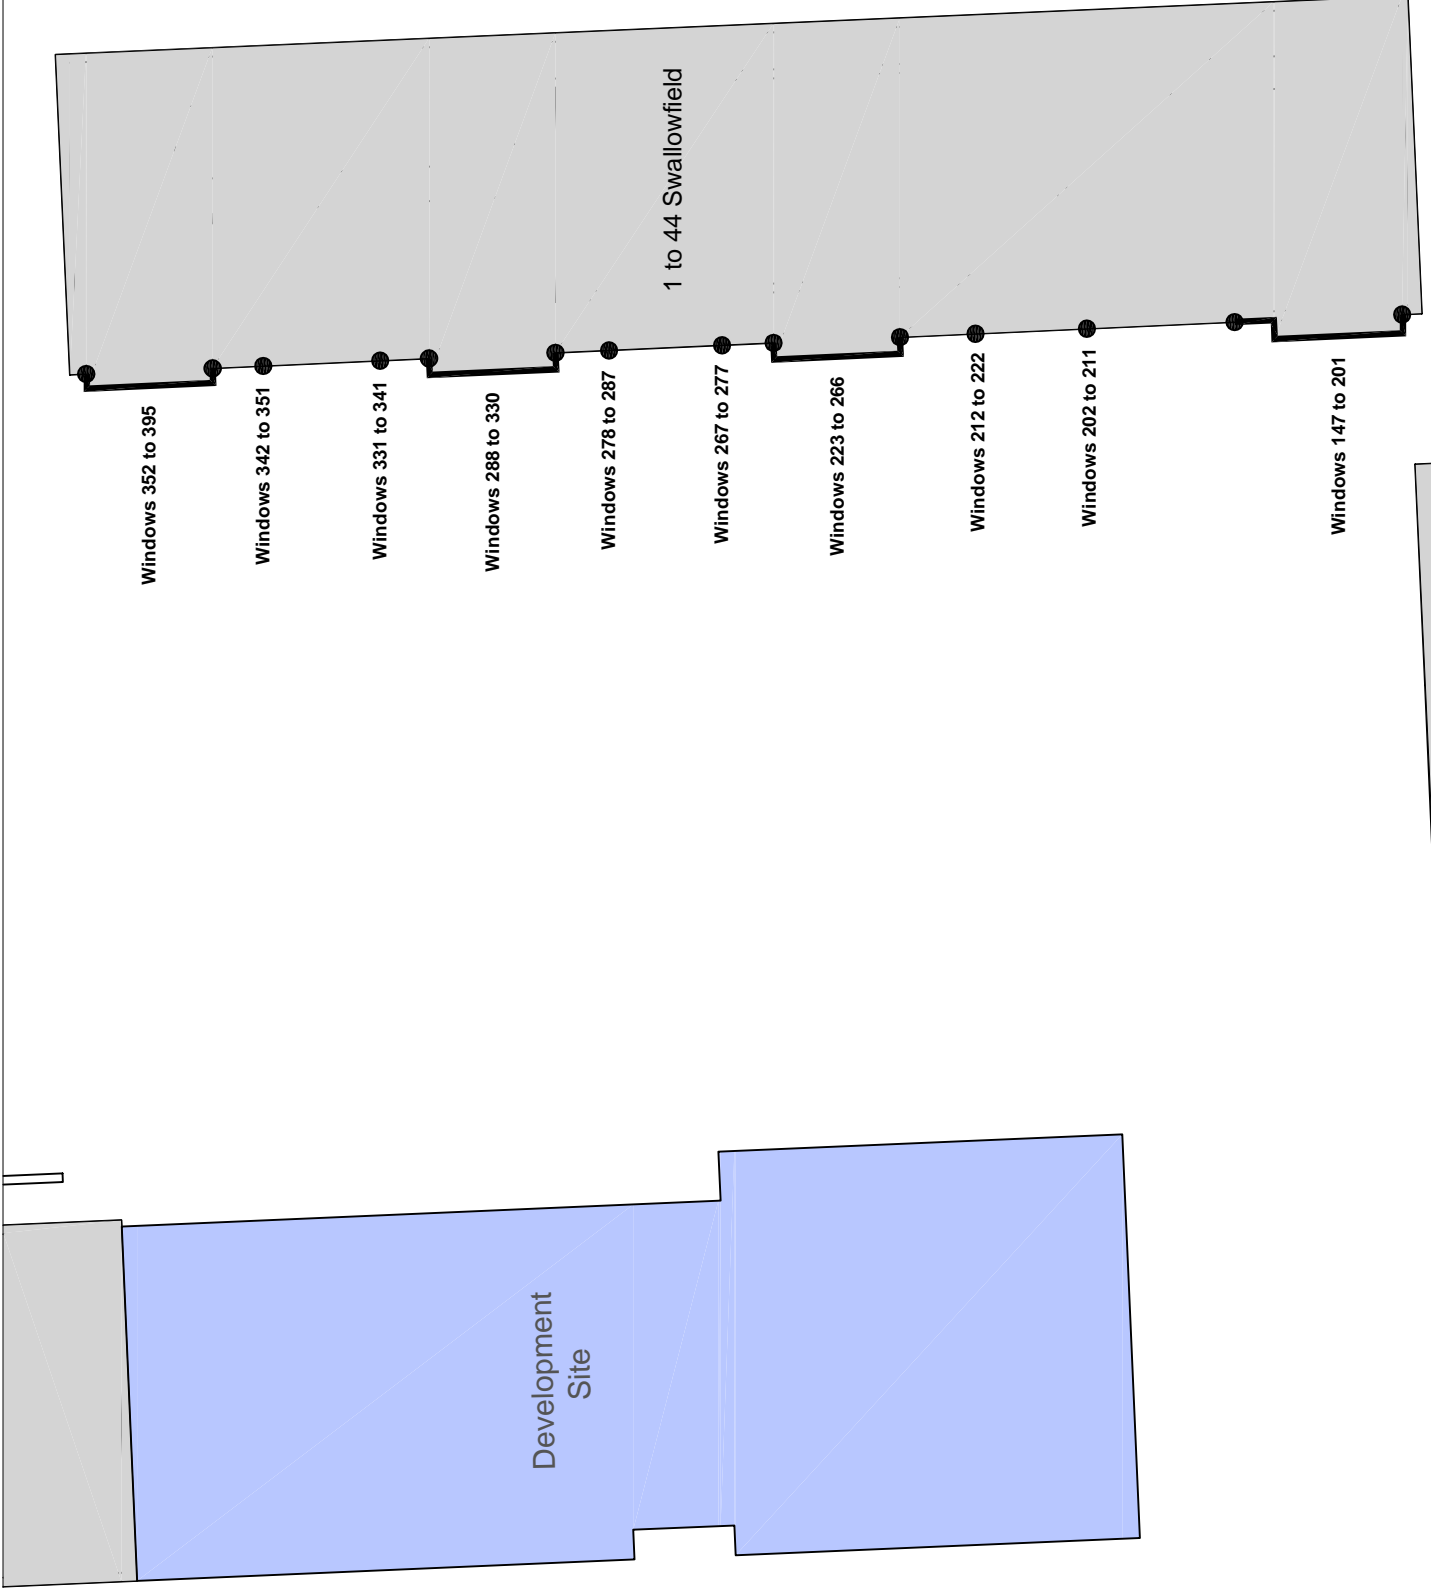 1 to 44 Swallowfield
Windows 352 to 395
Windows 342 to 351
Windows 331 to 341
Windows 288 to 330
Windows 278 to 287
Windows 267 to 277
Windows 223 to 266
Windows 212 to 222
Windows 202 to 211
Windows 147 to 201
Development
Site